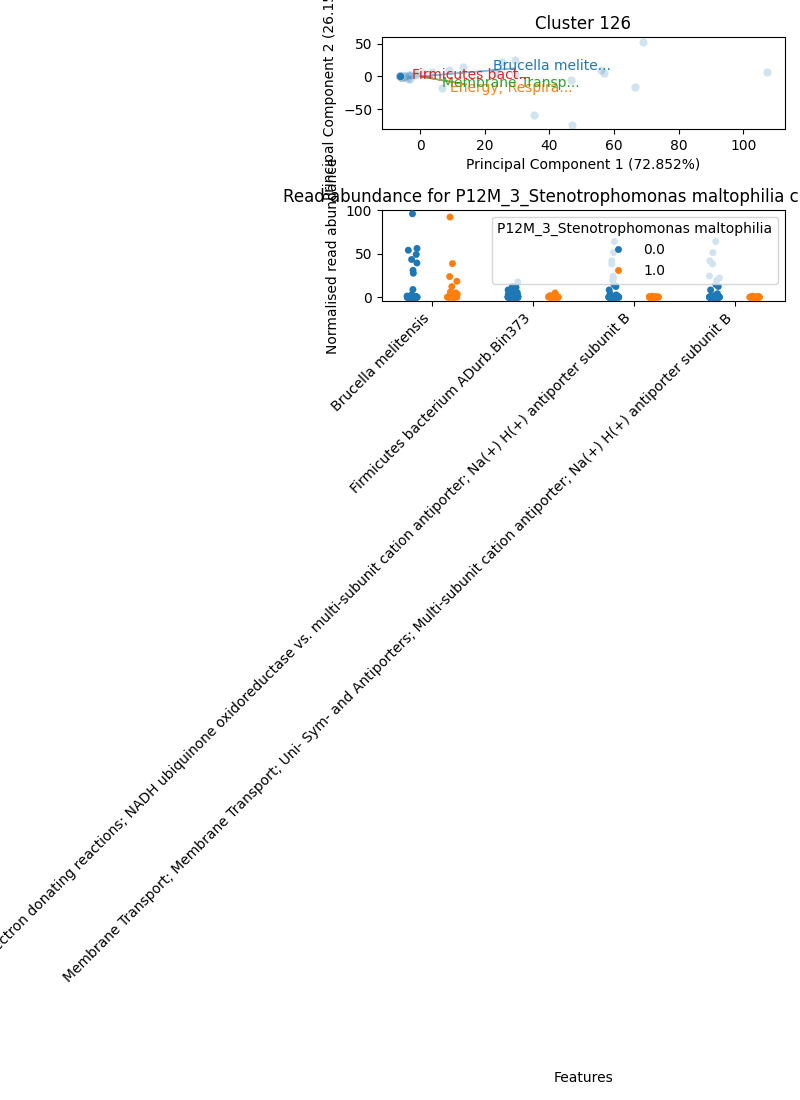 Cluster 126
Principal Component 2 (26.15
50
0
−50
Brucella melite...
Firmicutes bact...
Membrane Transp...
Energy; Respira...
0
20
40
60
80
100
Principal Component 1 (72.852%)
Read abundance for P12M_3_Stenotrophomonas maltophilia c
Normalised read abundance
100
50
0
P12M_3_Stenotrophomonas maltophilia
0.0
1.0
Brucella melitensis
Firmicutes bacterium ADurb.Bin373
ectron donating reactions; NADH ubiquinone oxidoreductase vs. multi-subunit cation antiporter; Na(+) H(+) antiporter subunit B
Membrane Transport; Membrane Transport; Uni- Sym- and Antiporters; Multi-subunit cation antiporter; Na(+) H(+) antiporter subunit B
Features